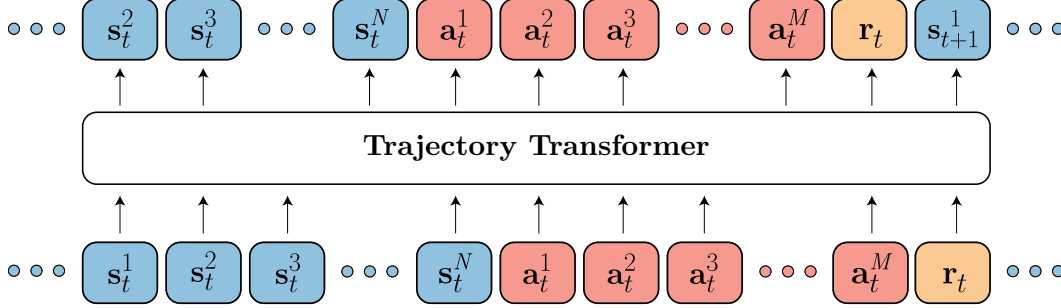 ••• s_t^2 s_t^3 ••• s_t^N a_t^1 a_t^2 a_t^3 ••• a_t^M r_t s_{t+1}^1 •••
Trajectory Transformer
••• s_t^1 s_t^2 s_t^3 ••• s_t^N a_t^1 a_t^2 a_t^3 ••• a_t^M r_t •••